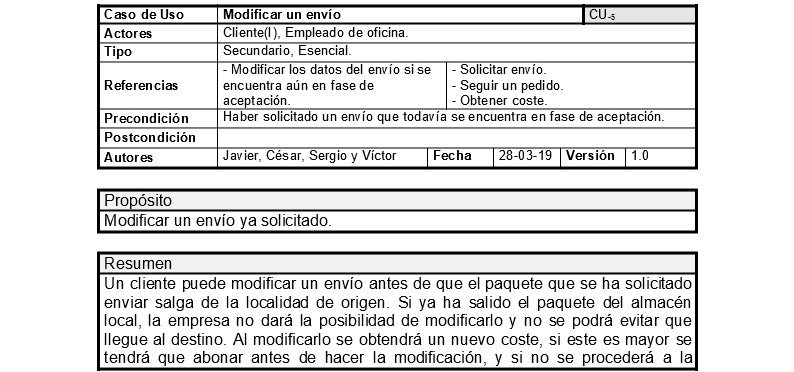 Caso de Uso Modificar un envío CU-5
Actores Cliente(I), Empleado de oficina.
Tipo Secundario, Esencial.
Referencias - Modificar los datos del envío si se encuentra aún en fase de aceptación. - Solicitar envío. - Seguir un pedido. - Obtener coste.
Precondición Haber solicitado un envío que todavía se encuentra en fase de aceptación.
Postcondición
Autores Javier, César, Sergio y Víctor Fecha 28-03-19 Versión 1.0
Propósito
Modificar un envío ya solicitado.
Resumen
Un cliente puede modificar un envío antes de que el paquete que se ha solicitado
enviar salga de la localidad de origen. Si ya ha salido el paquete del almacén
local, la empresa no dará la posibilidad de modificarlo y no se podrá evitar que
llegue al destino. Al modificarlo se obtendrá un nuevo coste, si este es mayor se
tendrá que abonar antes de hacer la modificación, y si no se procederá a la